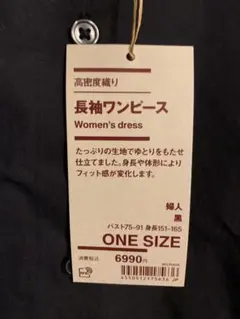 高密度織り
長袖ワンピース
Women's dress
たっぷりの生地でゆとりをもたせ
仕立てました。身長や体形により
フィット感が変化します。
婦人
黒
バスト75-91 身長151-165
ONE SIZE
消費税込 6990円